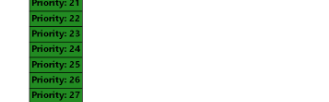 Priority: 21
Priority: 22
Priority: 23
Priority: 24
Priority: 25
Priority: 26
Priority: 27